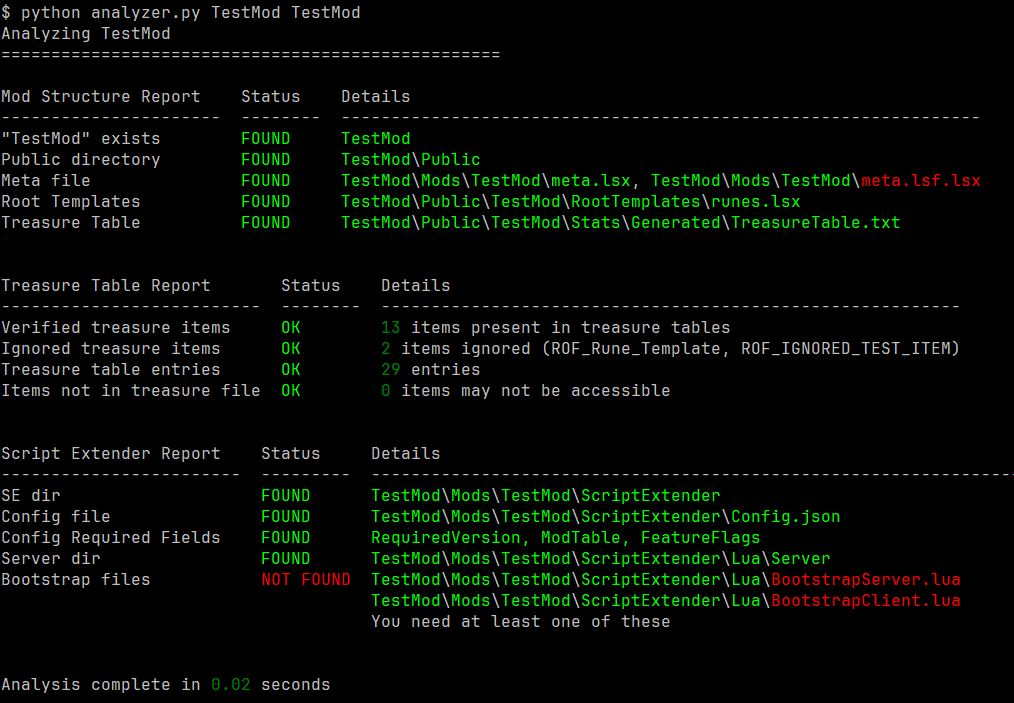 $ python analyzer.py TestMod TestMod
Analyzing TestMod
==================================================
Mod Structure Report    Status    Details
----------------------  --------  ----------------------------------------------------------------
"TestMod" exists        FOUND     TestMod
Public directory        FOUND     TestMod\Public
Meta file               FOUND     TestMod\Mods\TestMod\meta.lsx, TestMod\Mods\TestMod\meta.lsf.lsx
Root Templates          FOUND     TestMod\Public\TestMod\RootTemplates\runes.lsx
Treasure Table          FOUND     TestMod\Public\TestMod\Stats\Generated\TreasureTable.txt
Treasure Table Report       Status    Details
--------------------------  --------  ----------------------------------------------------------
Verified treasure items     OK        13 items present in treasure tables
Ignored treasure items      OK        2 items ignored (ROF_Rune_Template, ROF_IGNORED_TEST_ITEM)
Treasure table entries      OK        29 entries
Items not in treasure file  OK        0 items may not be accessible
Script Extender Report    Status     Details
------------------------  ---------  -----------------------------------------------------------------
SE dir                    FOUND      TestMod\Mods\TestMod\ScriptExtender
Config file               FOUND      TestMod\Mods\TestMod\ScriptExtender\Config.json
Config Required Fields    FOUND      RequiredVersion, ModTable, FeatureFlags
Server dir                FOUND      TestMod\Mods\TestMod\ScriptExtender\Lua\Server
Bootstrap files           NOT FOUND  TestMod\Mods\TestMod\ScriptExtender\Lua\BootstrapServer.lua
                                     TestMod\Mods\TestMod\ScriptExtender\Lua\BootstrapClient.lua
                                     You need at least one of these
Analysis complete in 0.02 seconds